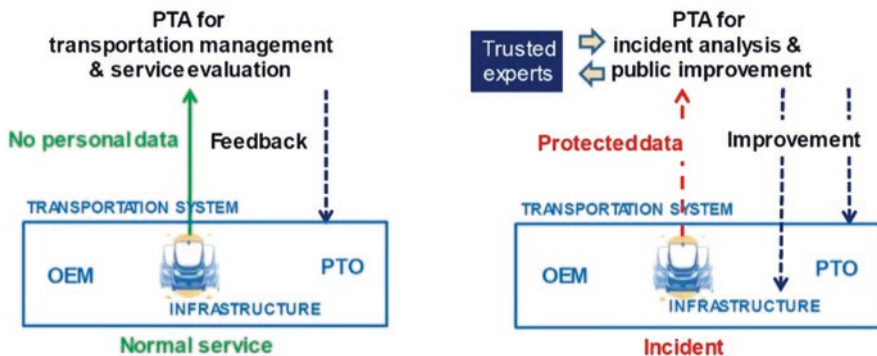 PTA for
transportation management
& service evaluation
No personal data
Feedback
TRANSPORTATION SYSTEM
OEM
PTO
INFRASTRUCTURE
Normal service
Trusted
experts
PTA for
incident analysis &
public improvement
Protected data
Improvement
TRANSPORTATION SYSTEM
OEM
PTO
INFRASTRUCTURE
Incident